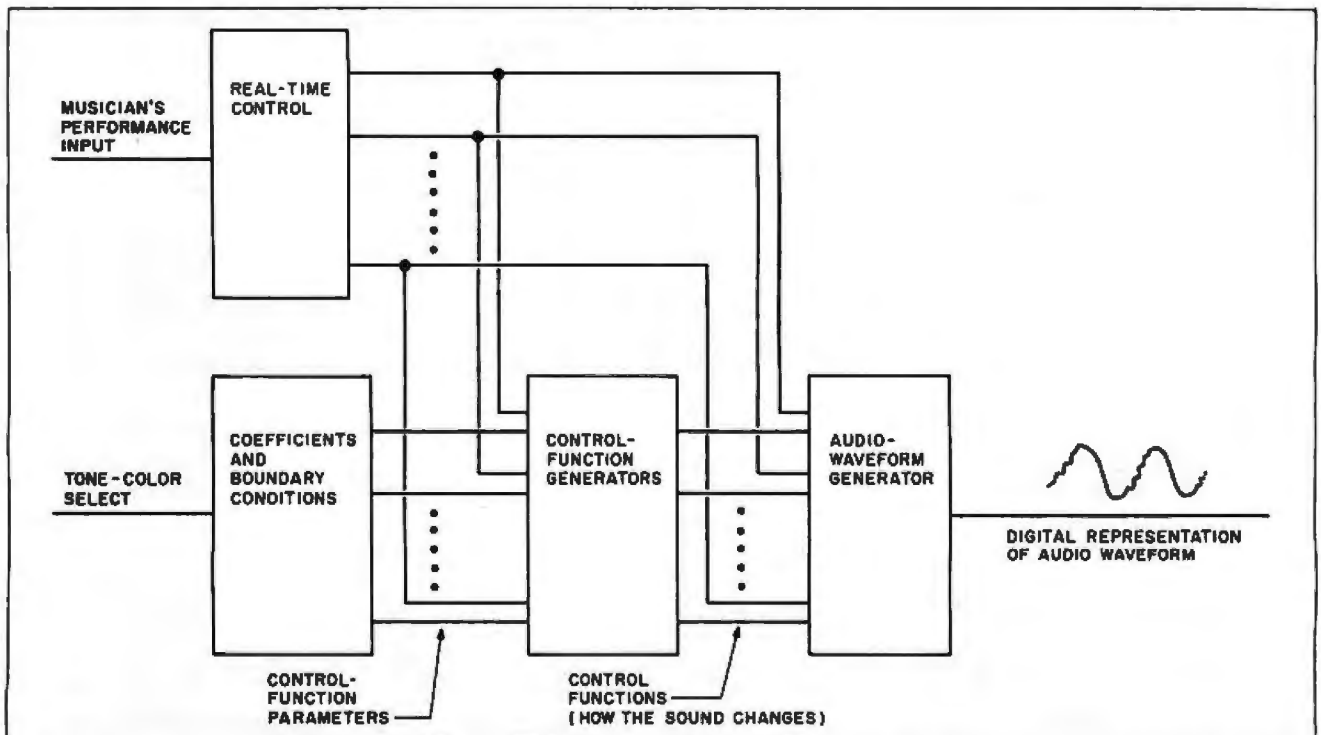 MUSICIAN'S
PERFORMANCE
INPUT
REAL-TIME
CONTROL
TONE-COLOR
SELECT
COEFFICIENTS
AND
BOUNDARY
CONDITIONS
CONTROL-
FUNCTION
GENERATORS
AUDIO-
WAVEFORM
GENERATOR
DIGITAL REPRESENTATION
OF AUDIO WAVEFORM
CONTROL-
FUNCTION
PARAMETERS
CONTROL
FUNCTIONS
(HOW THE SOUND CHANGES)